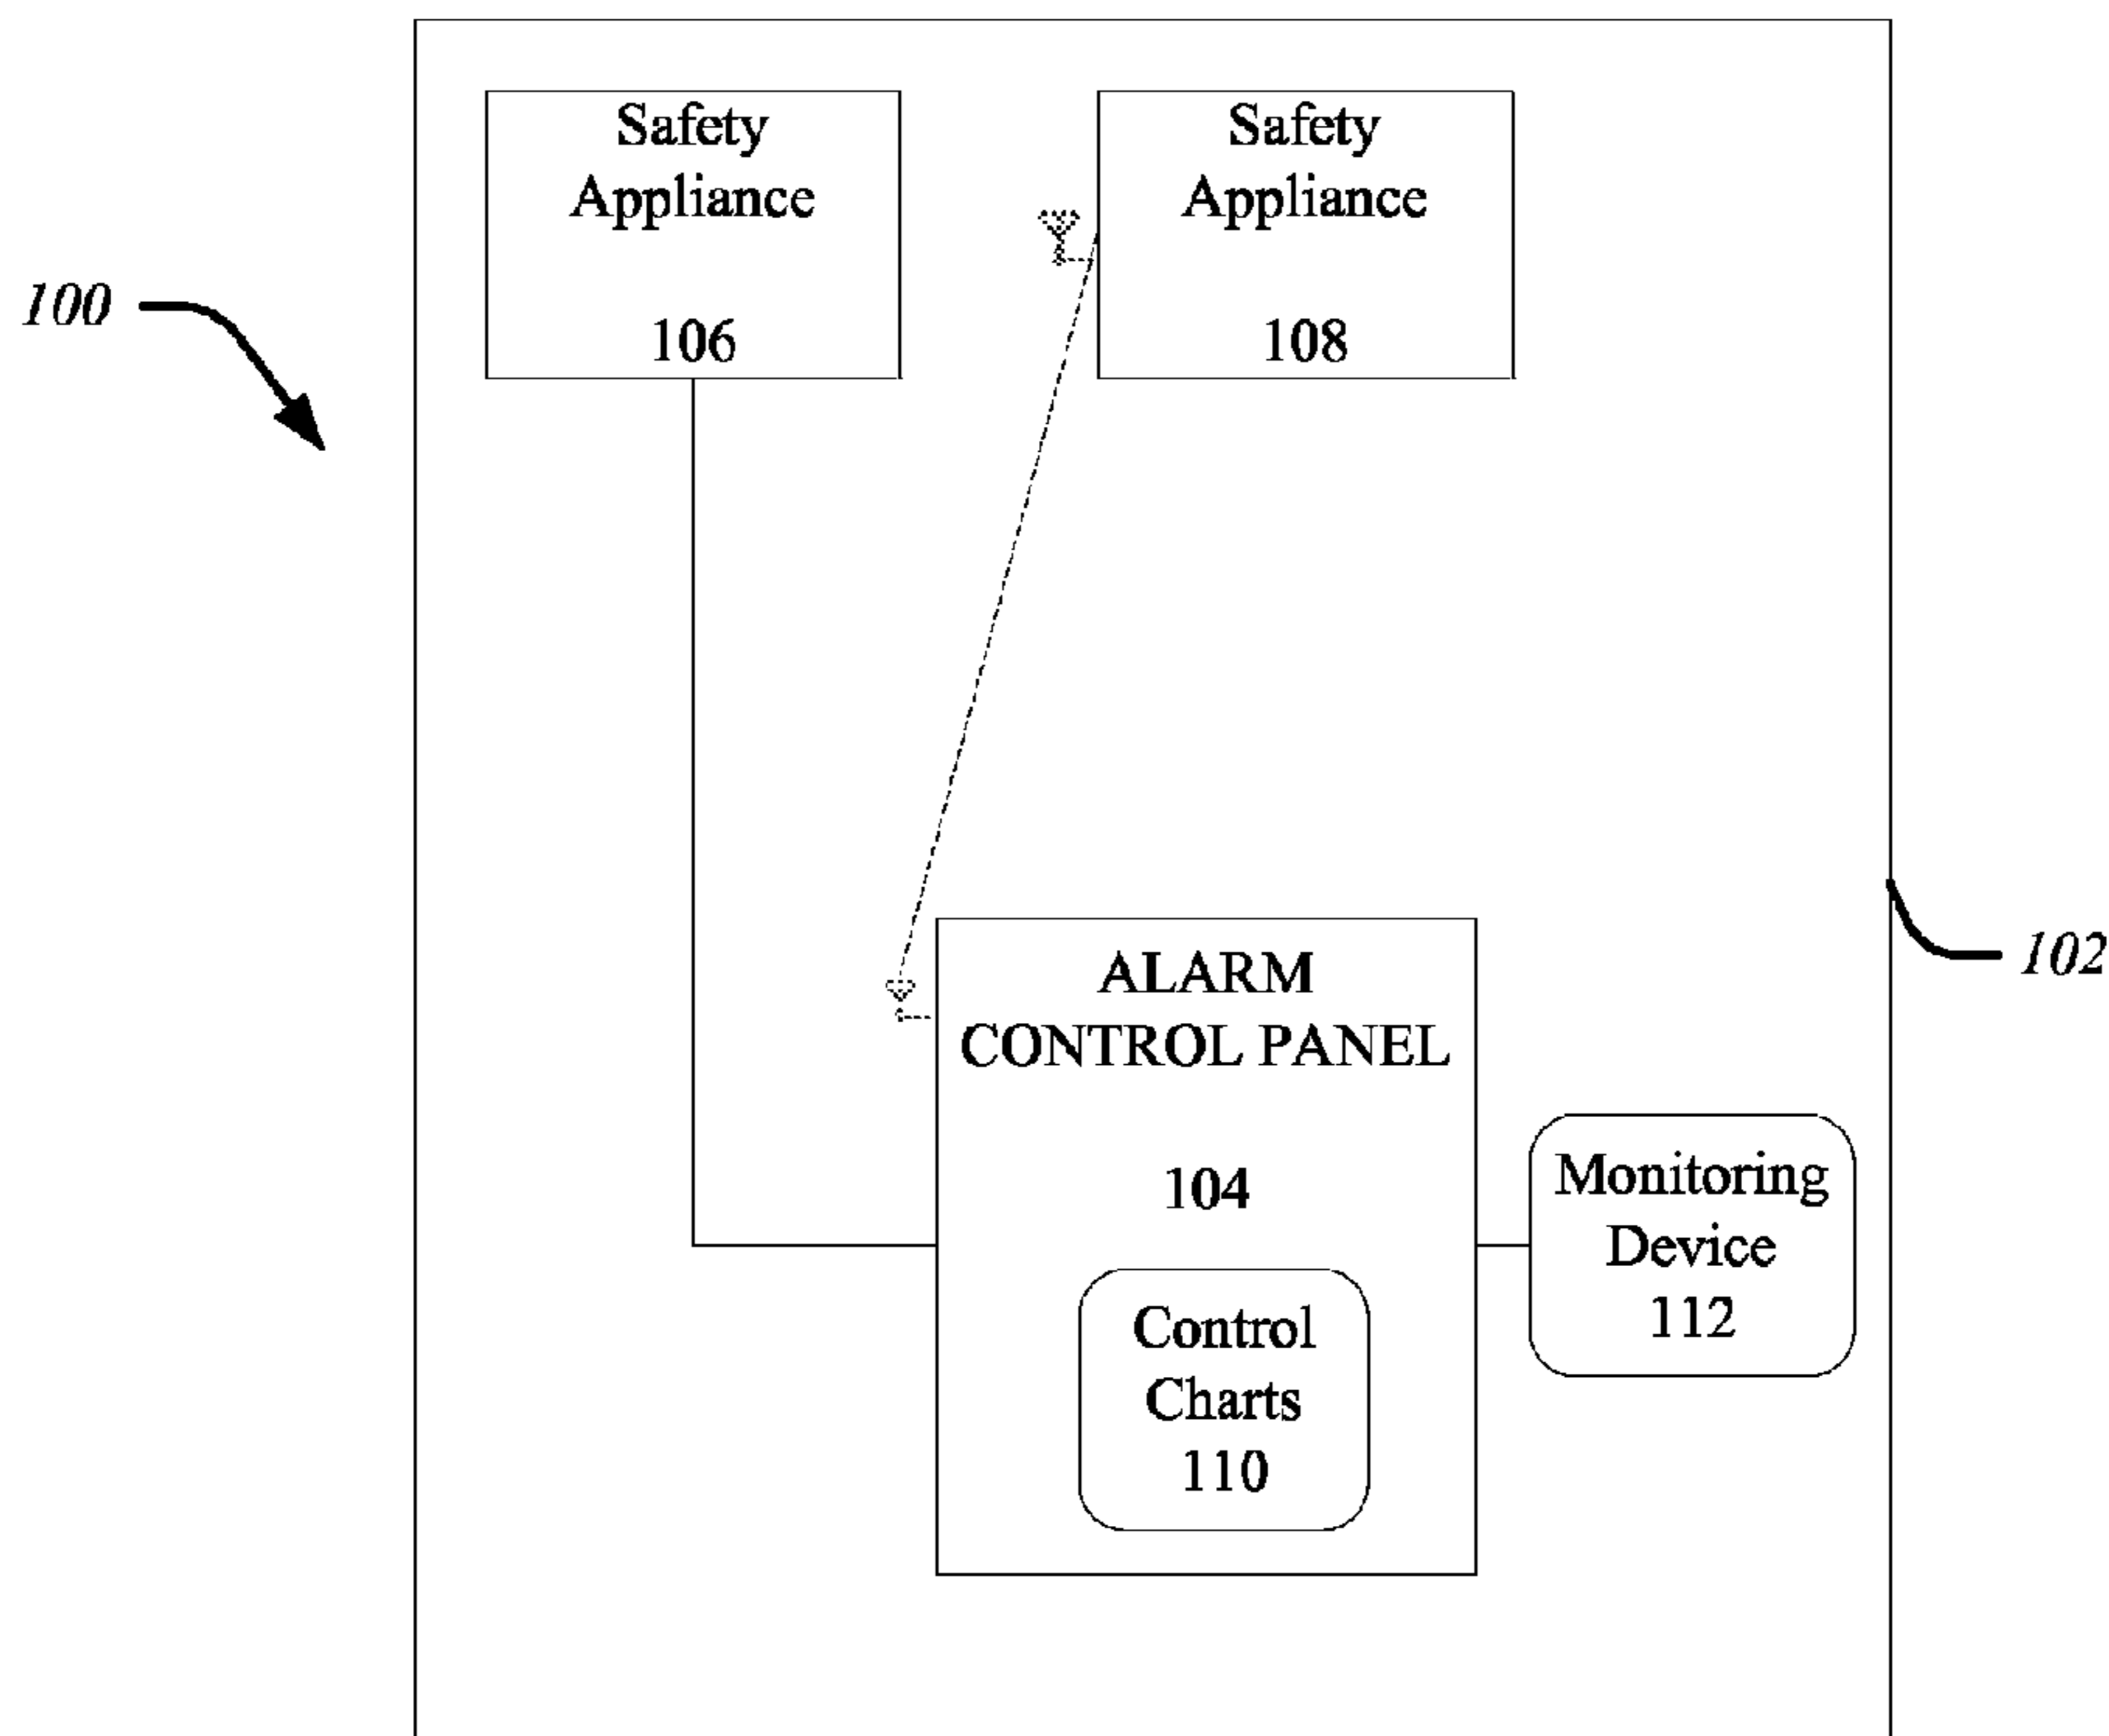 Safety
Appliance
106
Safety
Appliance
108
100
ALARM
CONTROL PANEL
104
102
Monitoring
Device
112
Control
Charts
110